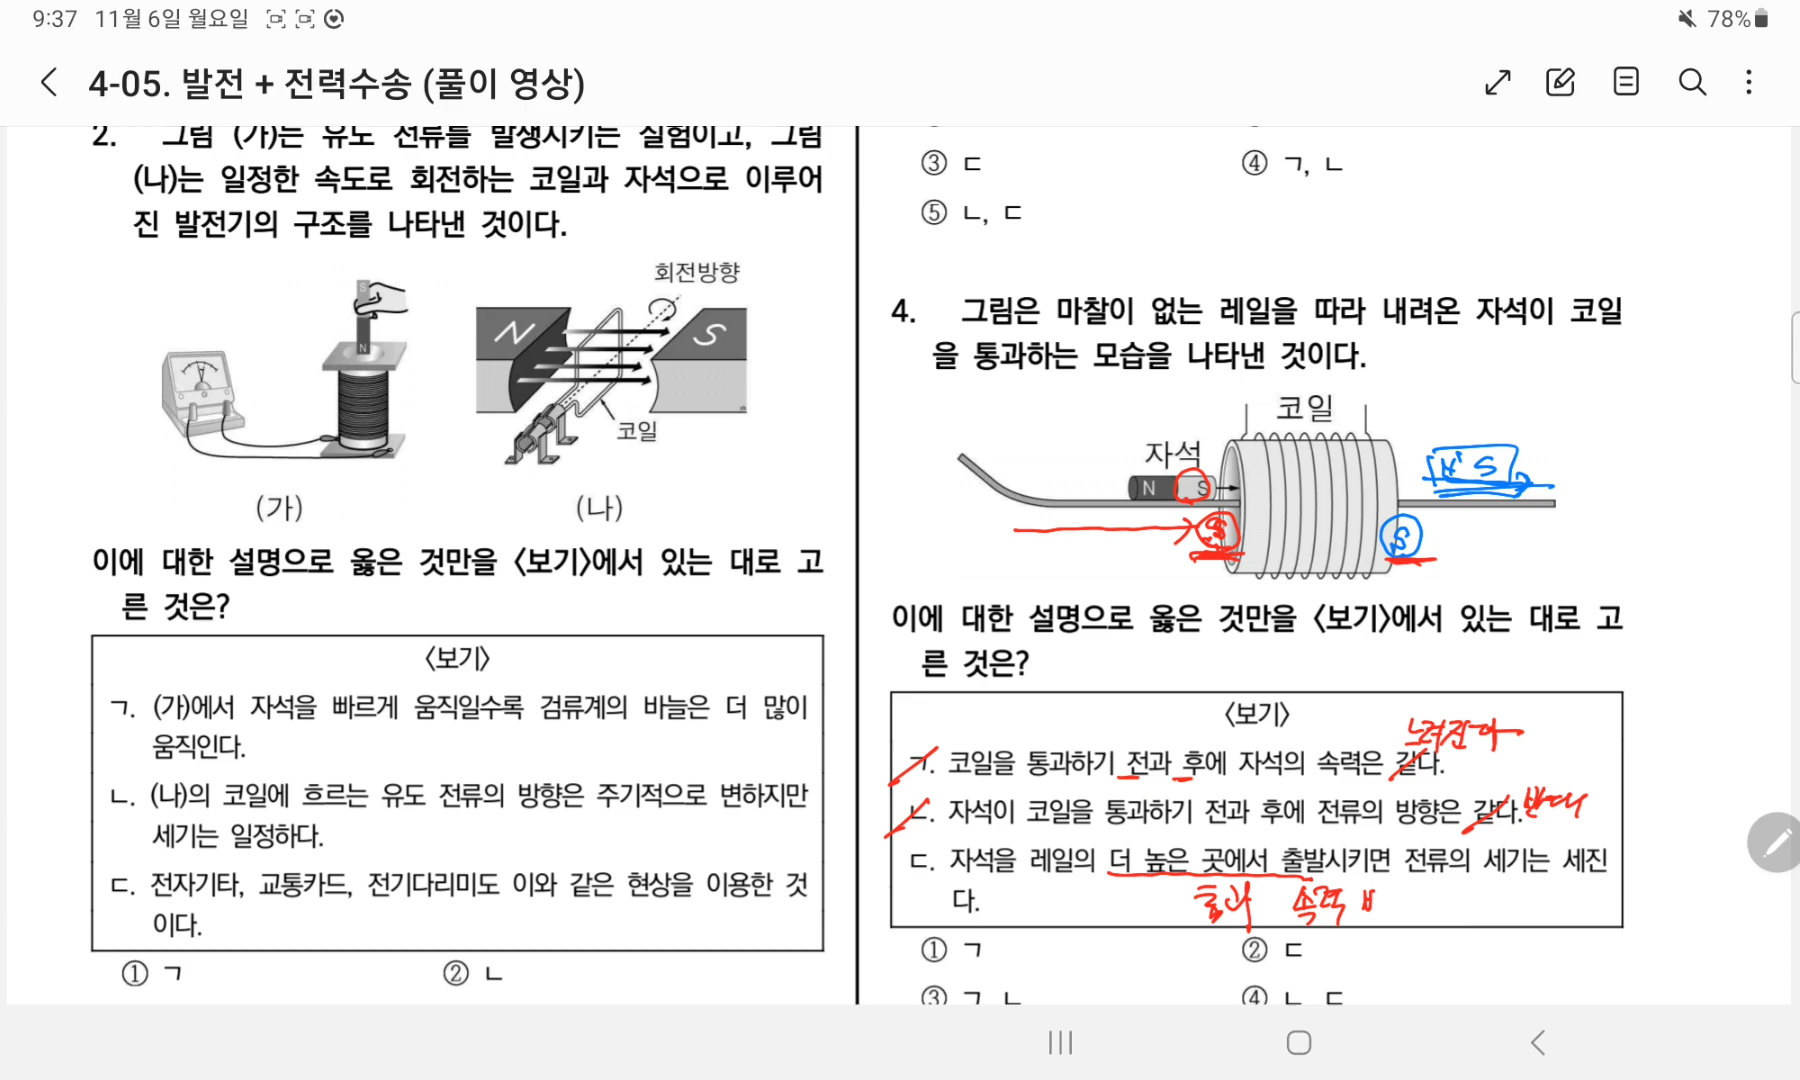 9:37 11월 6일 월요일
78%
4-05. 발전 + 전력수송 (풀이 영상)
2. 그림 (가)는 유도 전류를 발생시키는 실험이고, 그림
(나)는 일정한 속도로 회전하는 코일과 자석으로 이루어
진 발전기의 구조를 나타낸 것이다.
S
N
회전방향
N
S
코일
(가)
(나)
이에 대한 설명으로 옳은 것만을 <보기>에서 있는 대로 고
른 것은?
<보기>
ㄱ. (가)에서 자석을 빠르게 움직일수록 검류계의 바늘은 더 많이
움직인다.
ㄴ. (나)의 코일에 흐르는 유도 전류의 방향은 주기적으로 변하지만
세기는 일정하다.
ㄷ. 전자기타, 교통카드, 전기다리미도 이와 같은 현상을 이용한 것
이다.
① ㄱ ② ㄴ
③ ㄷ ④ ㄱ, ㄴ
⑤ ㄴ, ㄷ
4. 그림은 마찰이 없는 레일을 따라 내려온 자석이 코일
을 통과하는 모습을 나타낸 것이다.
코일
자석
N S
N S
S
S
이에 대한 설명으로 옳은 것만을 <보기>에서 있는 대로 고
른 것은?
<보기>
느려진다
ㄱ. 코일을 통과하기 전과 후에 자석의 속력은 같다.
ㄴ. 자석이 코일을 통과하기 전과 후에 전류의 방향은 같다. 반대
ㄷ. 자석을 레일의 더 높은 곳에서 출발시키면 전류의 세기는 세진
다.
통과 속력
① ㄱ ② ㄷ
③ ㄱ, ㄴ ④ ㄴ, ㄷ